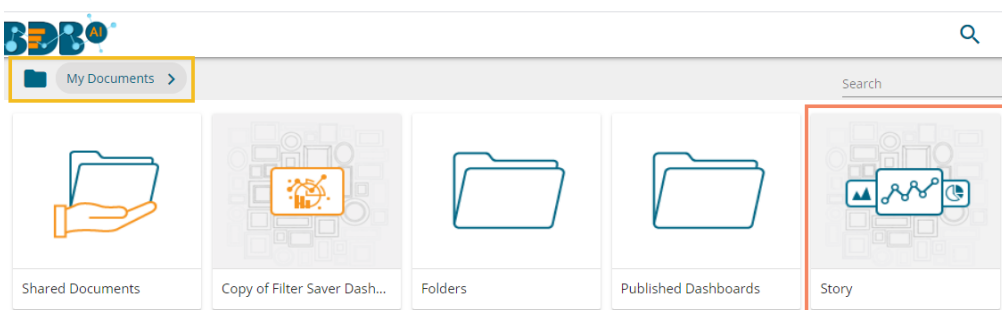 BDB AI
My Documents
Search
Shared Documents
Copy of Filter Saver Dash...
Folders
Published Dashboards
Story